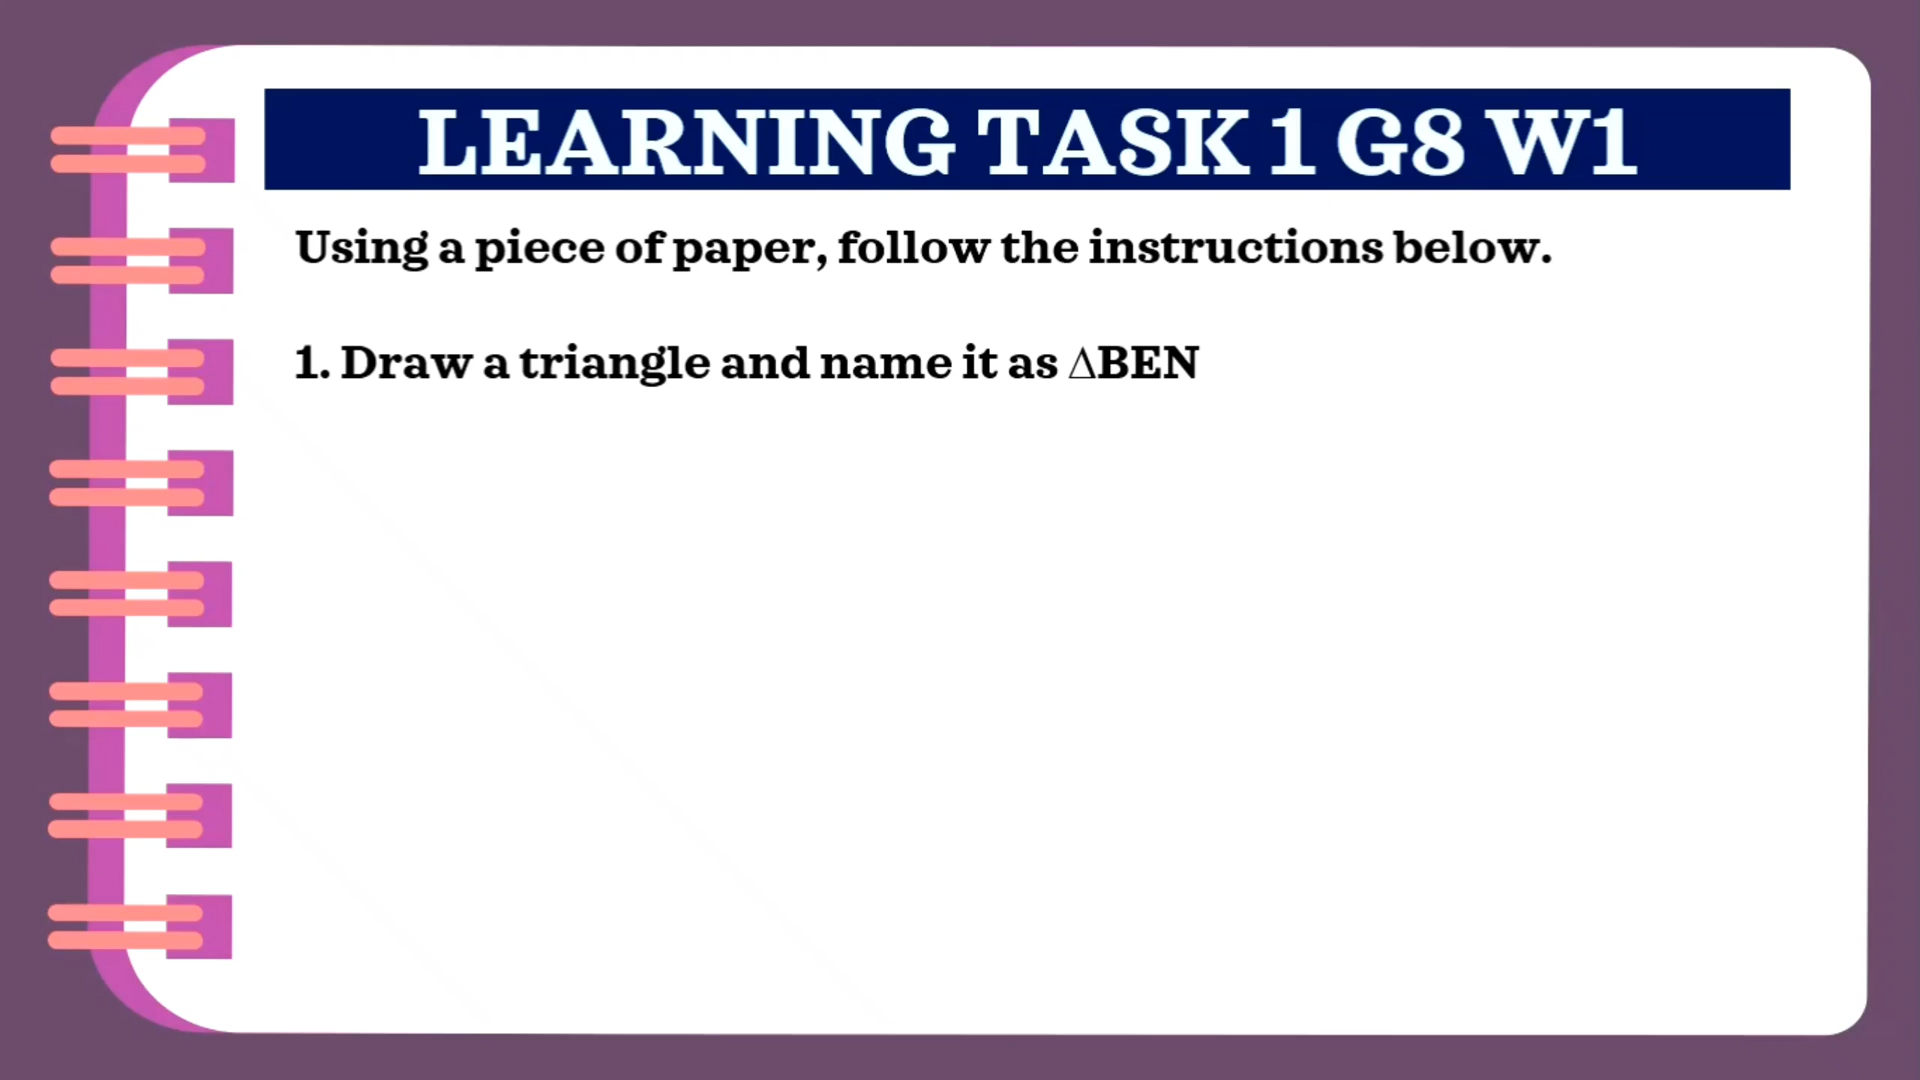 LEARNING TASK 1 G8 W1
Using a piece of paper, follow the instructions below.
1. Draw a triangle and name it as ΔBEN